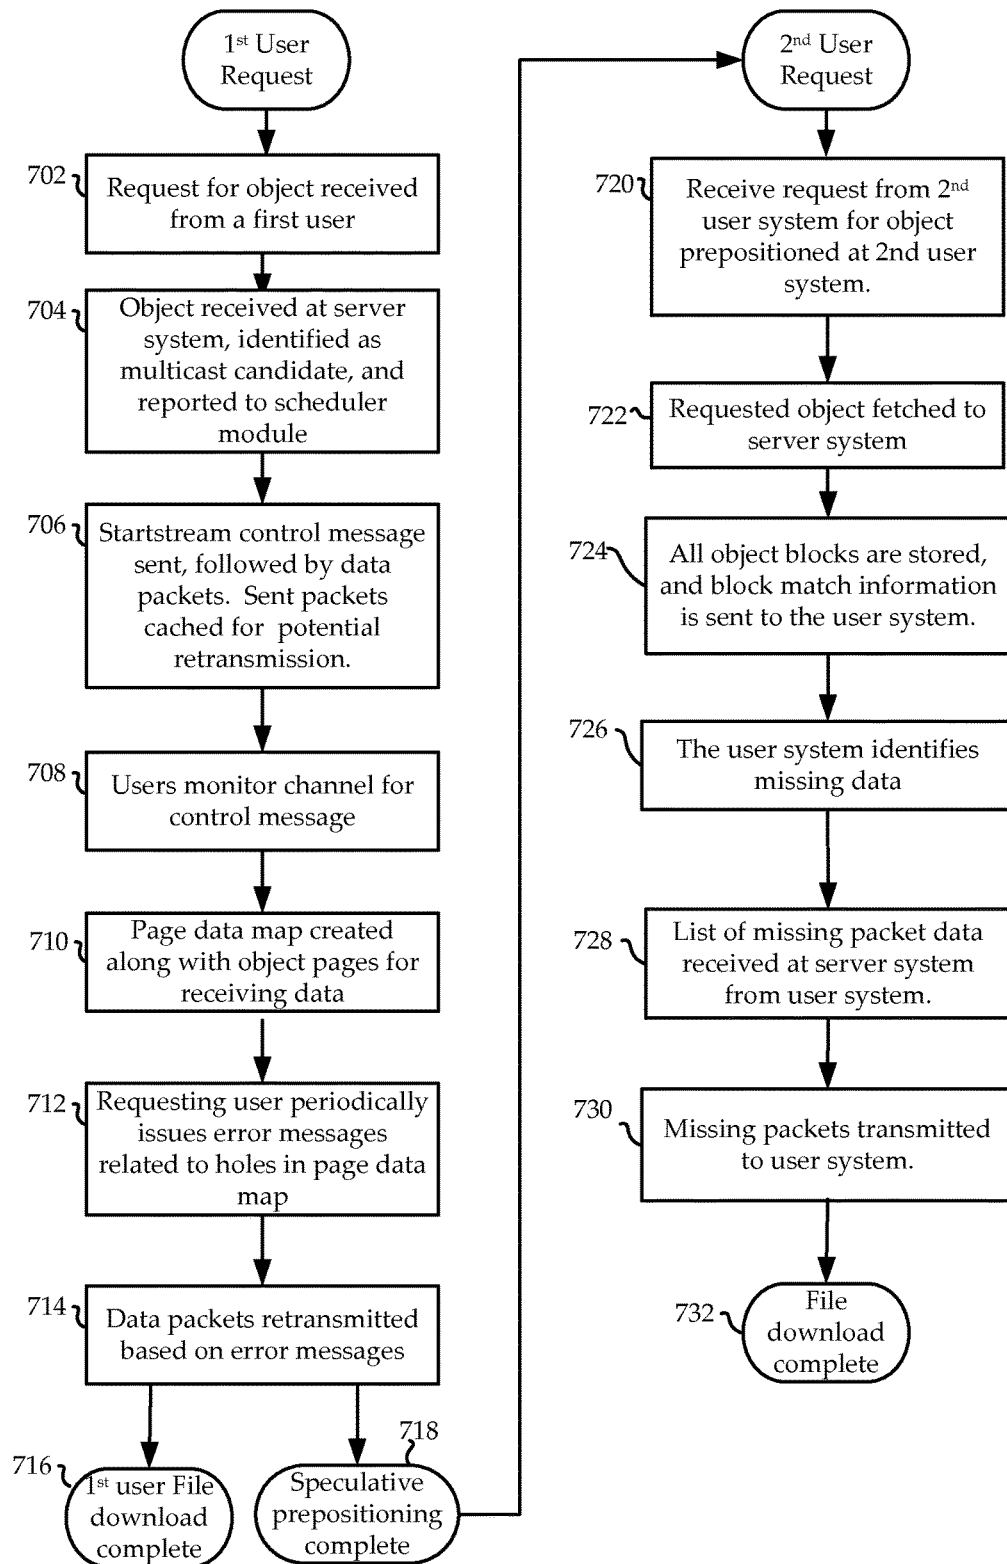 1st User
Request
702
Request for object received
from a first user
704
Object received at server
system, identified as
multicast candidate, and
reported to scheduler
module
706
Startstream control message
sent, followed by data
packets. Sent packets
cached for potential
retransmission.
708
Users monitor channel for
control message
710
Page data map created
along with object pages for
receiving data
712
Requesting user periodically
issues error messages
related to holes in page data
map
714
Data packets retransmitted
based on error messages
716
1st user File
download
complete
718
Speculative
prepositioning
complete
2nd User
Request
720
Receive request from 2nd
user system for object
prepositioned at 2nd user
system.
722
Requested object fetched to
server system
724
All object blocks are stored,
and block match information
is sent to the user system.
726
The user system identifies
missing data
728
List of missing packet data
received at server system
from user system.
730
Missing packets transmitted
to user system.
732
File
download
complete